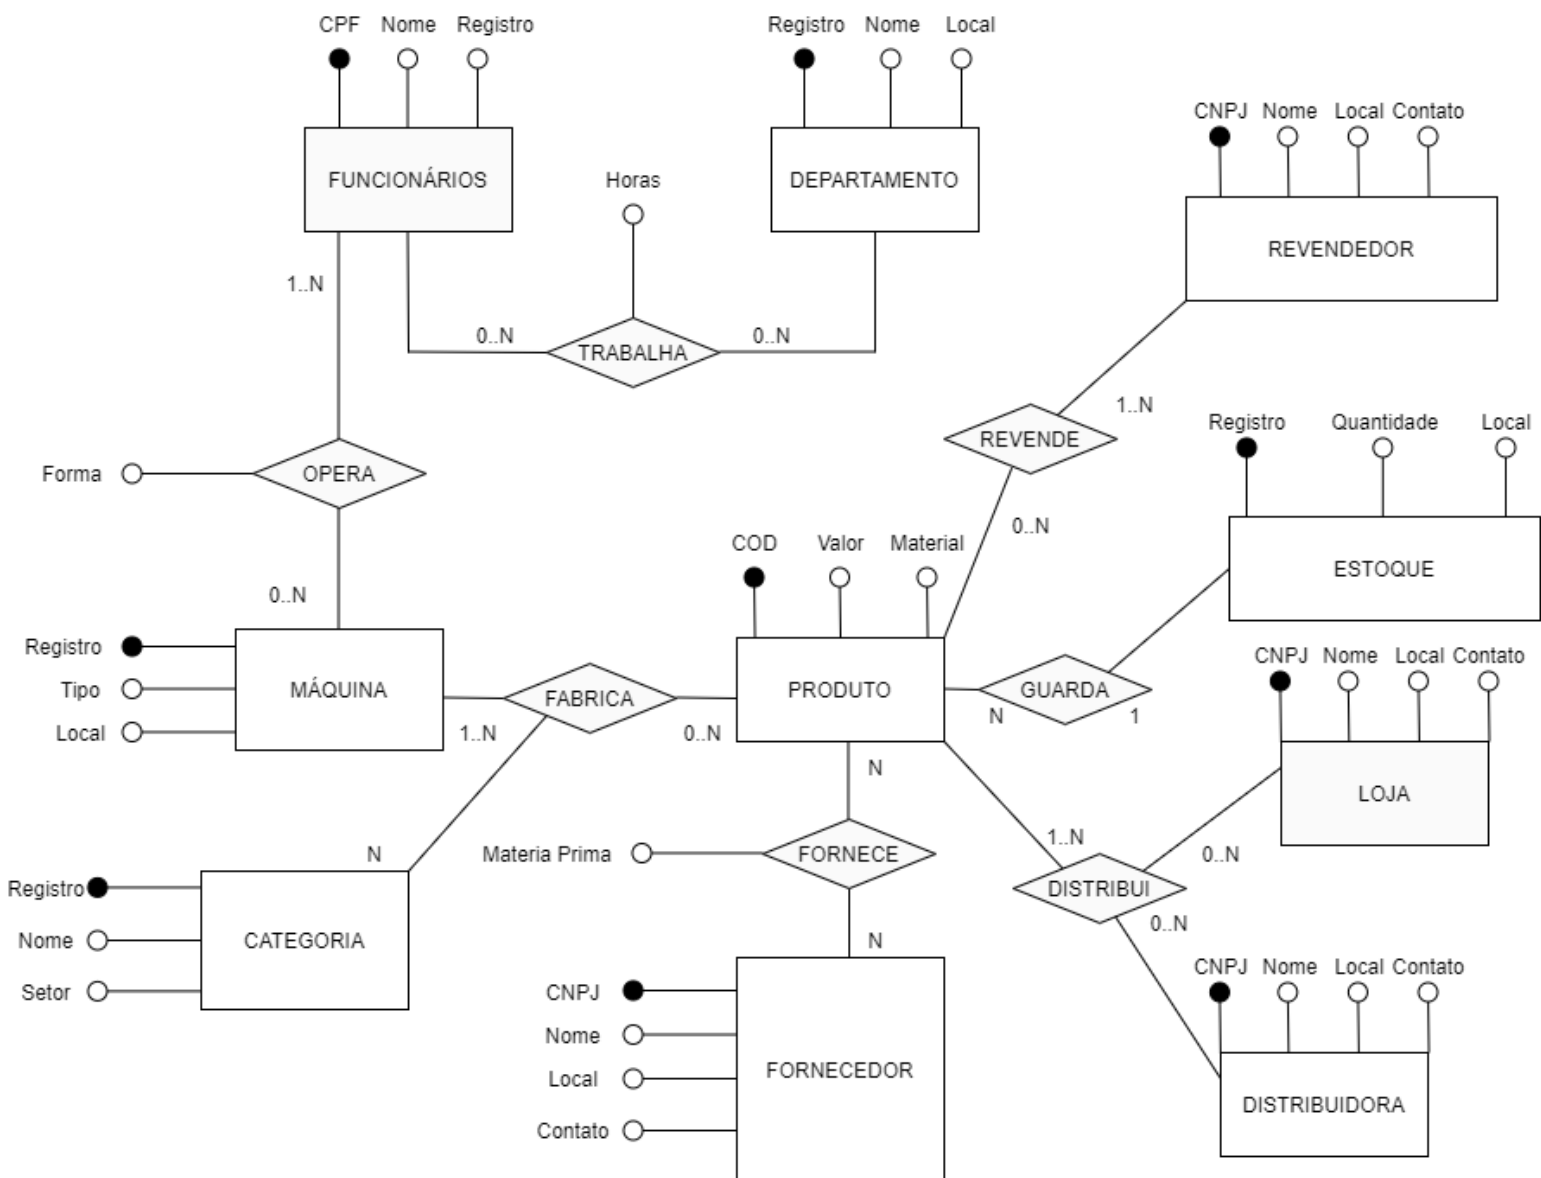 CPF Nome Registro
Registro Nome Local
CNPJ Nome Local Contato
FUNCIONÁRIOS
Horas
DEPARTAMENTO
REVENDEDOR
1..N
0..N
TRABALHA
0..N
1..N
REVENDE
Registro Quantidade Local
Forma
OPERA
0..N
COD Valor Material
ESTOQUE
0..N
Registro
Tipo
Local
MÁQUINA
FABRICA
PRODUTO
GUARDA
CNPJ Nome Local Contato
1..N
0..N
N
1
N
LOJA
1..N
0..N
N
Materia Prima
FORNECE
DISTRIBUI
0..N
Registro
Nome
Setor
CATEGORIA
N
CNPJ
Nome
Local
Contato
FORNECEDOR
CNPJ Nome Local Contato
DISTRIBUIDORA